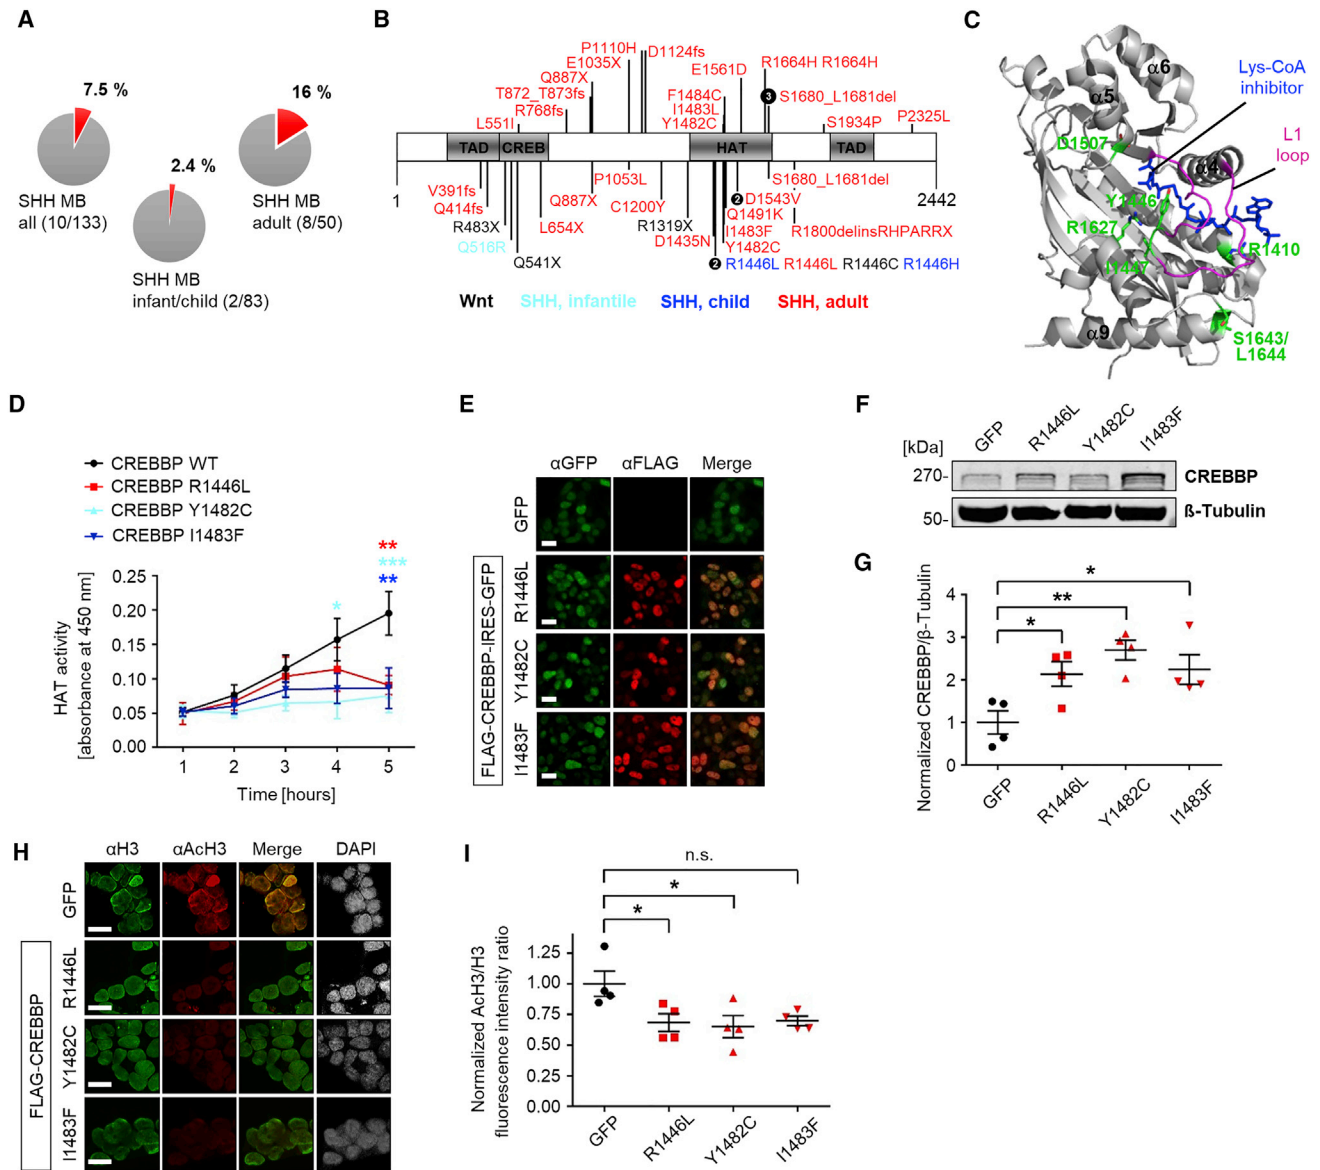 A
7.5 %
16 %
2.4 %
SHH MB
all (10/133)
SHH MB
adult (8/50)
SHH MB
infant/child (2/83)
B
P1110H
D1124fs
E1035X
R1664H R1664H
Q887X
E1561D
T872_T873fs
F1484C
3
S1680_L1681del
R768fs
I1483L
L551I
Y1482C
S1934P
P2325L
TAD
CREB
HAT
TAD
1
2442
V391fs
Q887X
P1053L
S1680_L1681del
Q414fs
C1200Y
2
D1543V
R483X
L654X
R1319X
Q1491K
Q516R
D1435N
I1483F
R1800delinsRHPARRX
Q541X
Y1482C
2
R1446L R1446L R1446C R1446H
Wnt
SHH, infantile
SHH, child
SHH, adult
C
α6
Lys-CoA
inhibitor
α5
L1
loop
D1507
α4
Y1446
R1627
R1410
I1447
α9
S1643/
L1644
D
CREBBP WT
CREBBP R1446L
CREBBP Y1482C
CREBBP I1483F
**
***
**
*
0.25
0.20
0.15
0.10
0.05
0.00
HAT activity
[absorbance at 450 nm]
1 2 3 4 5
Time [hours]
E
αGFP αFLAG Merge
GFP
R1446L
Y1482C
I1483F
FLAG-CREBBP-IRES-GFP
F
GFP
R1446L
Y1482C
I1483F
[kDa]
270-
CREBBP
50-
ß-Tubulin
G
*
**
*
4
3
2
1
0
Normalized CREBBP/β-Tubulin
GFP
R1446L
Y1482C
I1483F
H
αH3 αAcH3 Merge DAPI
GFP
R1446L
Y1482C
I1483F
FLAG-CREBBP
I
n.s.
*
*
1.25
1.00
0.75
0.50
0.25
0.00
Normalized AcH3/H3
fluorescence intensity ratio
GFP
R1446L
Y1482C
I1483F